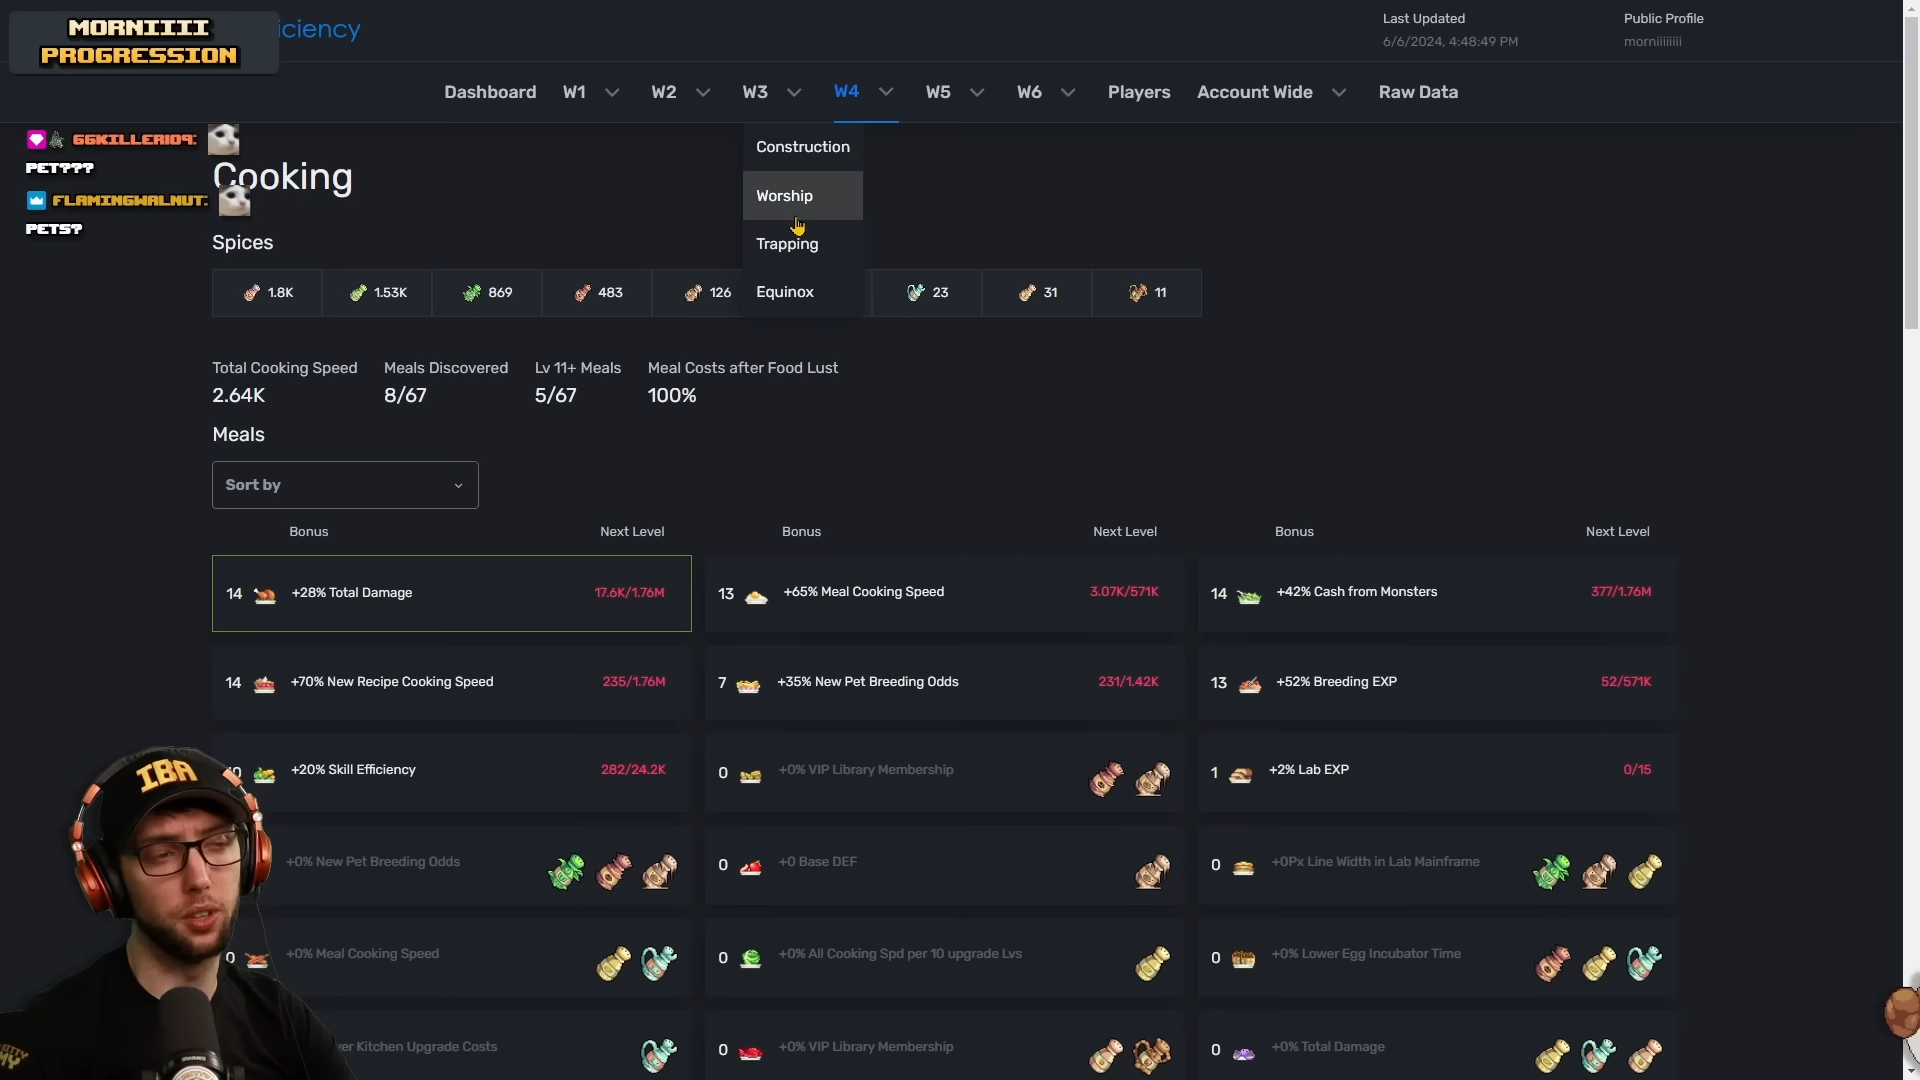 MORNIIII
PROGRESSION
iciency
Last Updated
6/6/2024, 4:48:49 PM
Public Profile
morniiiiiiii
Dashboard W1 W2 W3 W4 W5 W6 Players Account Wide Raw Data
66KILLER109:
PET???
FLAMINGWALNUT:
PETS?
Construction
Worship
Trapping
Equinox
Cooking
Spices
1.8K 1.53K 869 483 126 23 31 11
Total Cooking Speed Meals Discovered Lv 11+ Meals Meal Costs after Food Lust
2.64K 8/67 5/67 100%
Meals
Sort by
Bonus Next Level Bonus Next Level Bonus Next Level
14 +28% Total Damage 17.6K/1.76M 13 +65% Meal Cooking Speed 3.07K/571K 14 +42% Cash from Monsters 377/1.76M
14 +70% New Recipe Cooking Speed 235/1.76M 7 +35% New Pet Breeding Odds 231/1.42K 13 +52% Breeding EXP 52/571K
0 +20% Skill Efficiency 282/24.2K 0 +0% VIP Library Membership 1 +2% Lab EXP 0/15
+0% New Pet Breeding Odds 0 +0 Base DEF 0 +0Px Line Width in Lab Mainframe
0 +0% Meal Cooking Speed 0 +0% All Cooking Spd per 10 upgrade Lvs 0 +0% Lower Egg Incubator Time
er Kitchen Upgrade Costs 0 +0% VIP Library Membership 0 +0% Total Damage
IBA